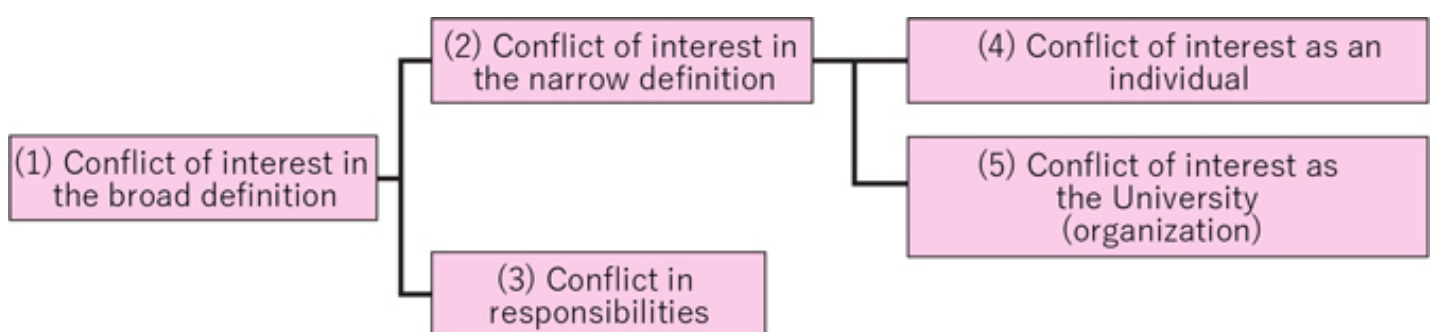 (1) Conflict of interest in
the broad definition
(2) Conflict of interest in
the narrow definition
(3) Conflict in
responsibilities
(4) Conflict of interest as an
individual
(5) Conflict of interest as
the University
(organization)